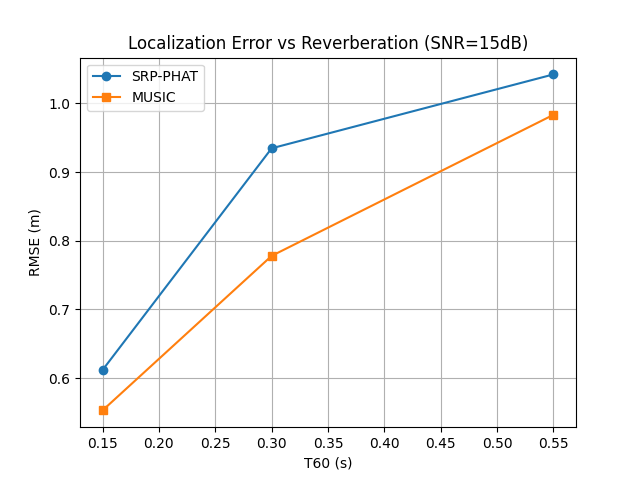 Localization Error vs Reverberation (SNR=15dB)
SRP-PHAT
MUSIC
RMSE (m)
1.0
0.9
0.8
0.7
0.6
0.15 0.20 0.25 0.30 0.35 0.40 0.45 0.50 0.55
T60 (s)